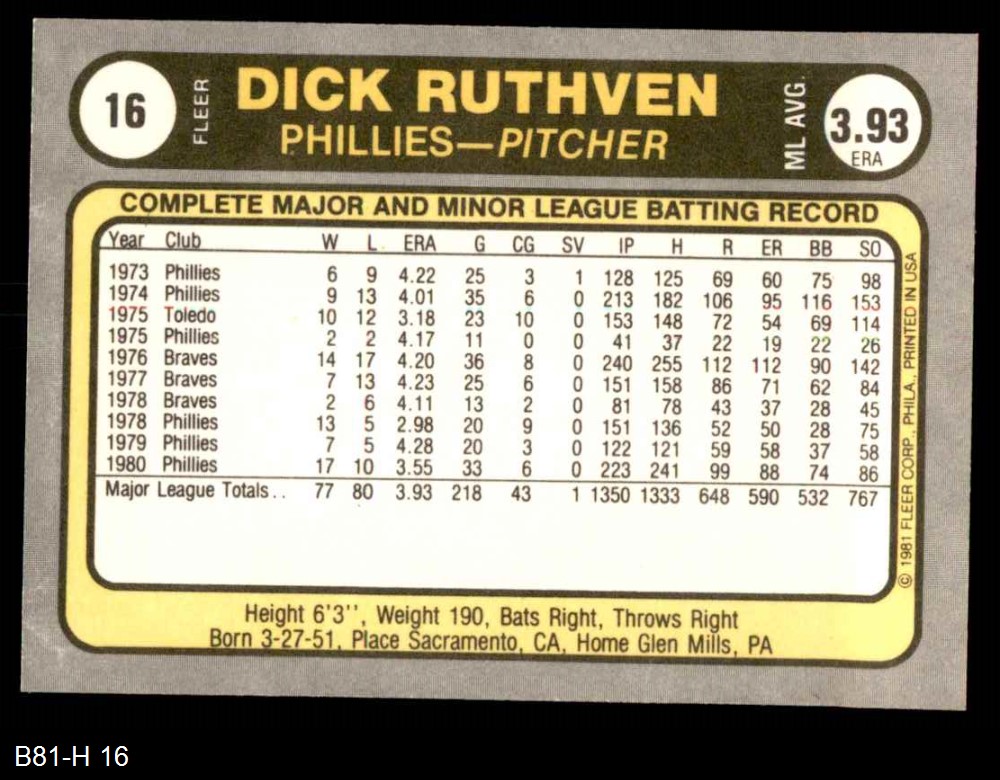 16 FLEER DICK RUTHVEN ML AVG. 3.93
PHILLIES—PITCHER ERA
COMPLETE MAJOR AND MINOR LEAGUE BATTING RECORD
Year Club W L ERA G CG SV IP H R ER BB SO
1973 Phillies 6 9 4.22 25 3 1 128 125 69 60 75 98
1974 Phillies 9 13 4.01 35 6 0 213 182 106 95 116 153
1975 Toledo 10 12 3.18 23 10 0 153 148 72 54 69 114
1975 Phillies 2 2 4.17 11 0 0 41 37 22 19 22 26
1976 Braves 14 17 4.20 36 8 0 240 255 112 112 90 142
1977 Braves 7 13 4.23 25 6 0 151 158 86 71 62 84
1978 Braves 2 6 4.11 13 2 0 81 78 43 37 28 45
1978 Phillies 13 5 2.98 20 9 0 151 136 52 50 28 75
1979 Phillies 7 5 4.28 20 3 0 122 121 59 58 37 58
1980 Phillies 17 10 3.55 33 6 0 223 241 99 88 74 86
Major League Totals.. 77 80 3.93 218 43 1 1350 1333 648 590 532 767
© 1981 FLEER CORP., PHILA., PRINTED IN USA
Height 6'3'', Weight 190, Bats Right, Throws Right
Born 3-27-51, Place Sacramento, CA, Home Glen Mills, PA
B81-H 16